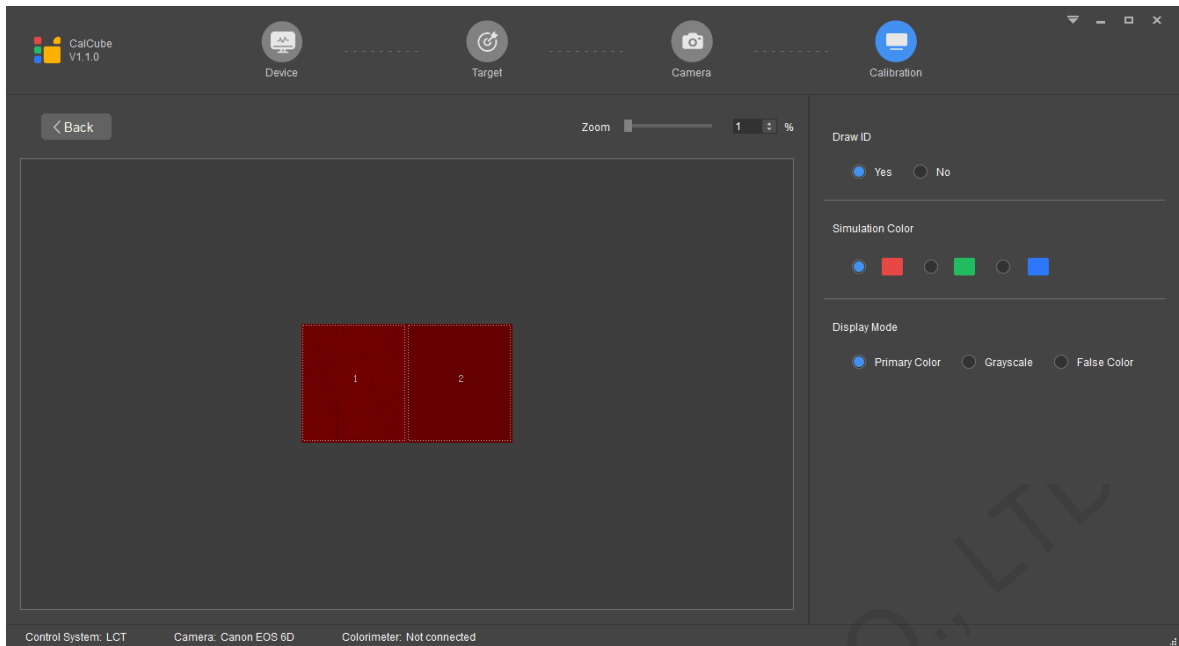 CalCube
V1.1.0
Device
Target
Camera
Calibration
Back
Zoom
1
%
Draw ID
Yes
No
Simulation Color
Display Mode
Primary Color
Grayscale
False Color
1
2
Control System: LCT
Camera: Canon EOS 6D
Colorimeter: Not connected
O., LTD